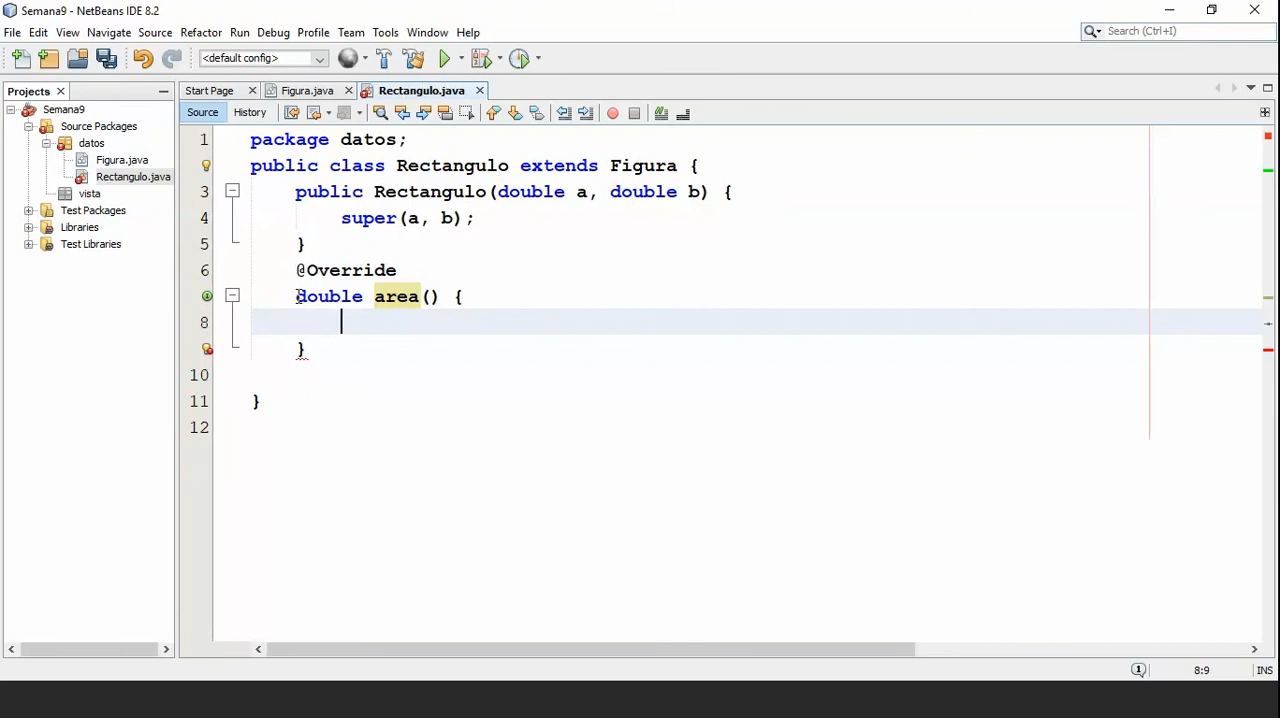 Semana9 - NetBeans IDE 8.2
File Edit View Navigate Source Refactor Run Debug Profile Team Tools Window Help
Search (Ctrl+I)
<default config>
Projects
Start Page Figura.java Rectangulo.java
Semana9
Source Packages
datos
Figura.java
Rectangulo.java
vista
Test Packages
Libraries
Test Libraries
Source History
1 package datos;
public class Rectangulo extends Figura {
3 public Rectangulo(double a, double b) {
4 super(a, b);
5 }
6 @Override
double area() {
8
}
10
11 }
12
1 8:9 INS